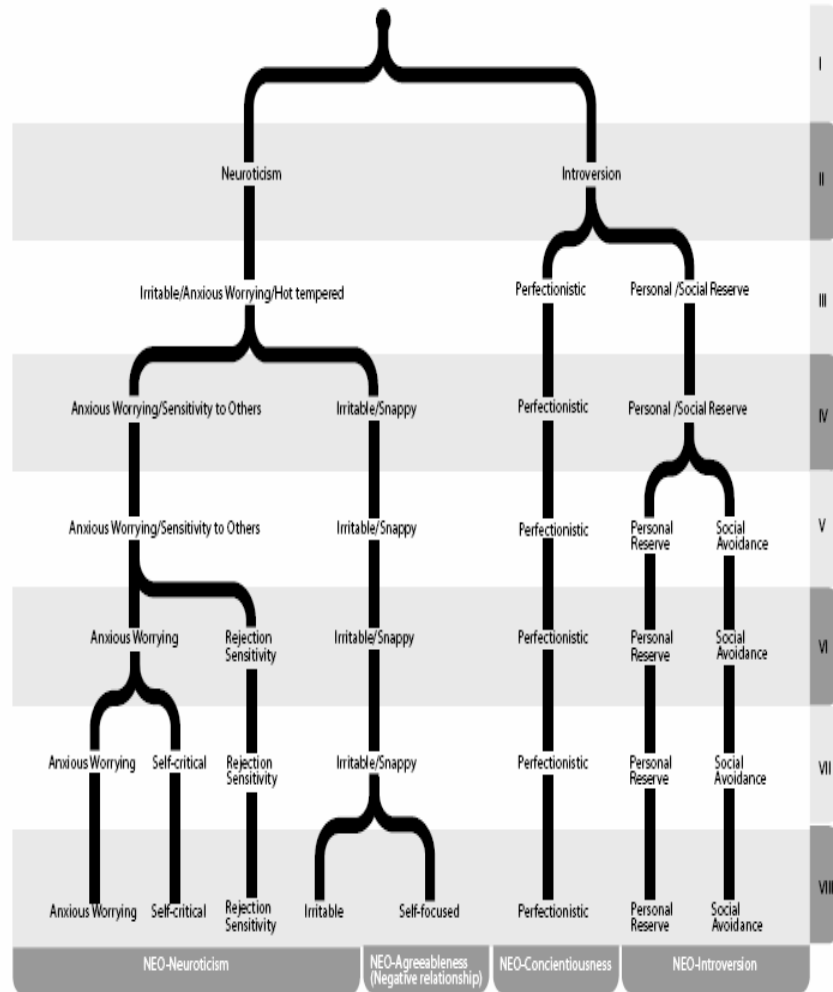 I
Neuroticism
Introversion
II
Irritable/Anxious Worrying/Hot tempered
Perfectionistic
Personal /Social Reserve
III
Anxious Worrying/Sensitivity to Others
Irritable/Snappy
Perfectionistic
Personal /Social Reserve
IV
Anxious Worrying/Sensitivity to Others
Irritable/Snappy
Perfectionistic
Personal
Reserve
Social
Avoidance
V
Anxious Worrying
Rejection
Sensitivity
Irritable/Snappy
Perfectionistic
Personal
Reserve
Social
Avoidance
VI
Anxious Worrying
Self-critical
Rejection
Sensitivity
Irritable/Snappy
Perfectionistic
Personal
Reserve
Social
Avoidance
VII
Anxious Worrying
Self-critical
Rejection
Sensitivity
Irritable
Self-focused
Perfectionistic
Personal
Reserve
Social
Avoidance
VIII
NEO-Neuroticism
NEO-Agreeableness
(Negative relationship)
NEO-Concientiousness
NEO-Introversion